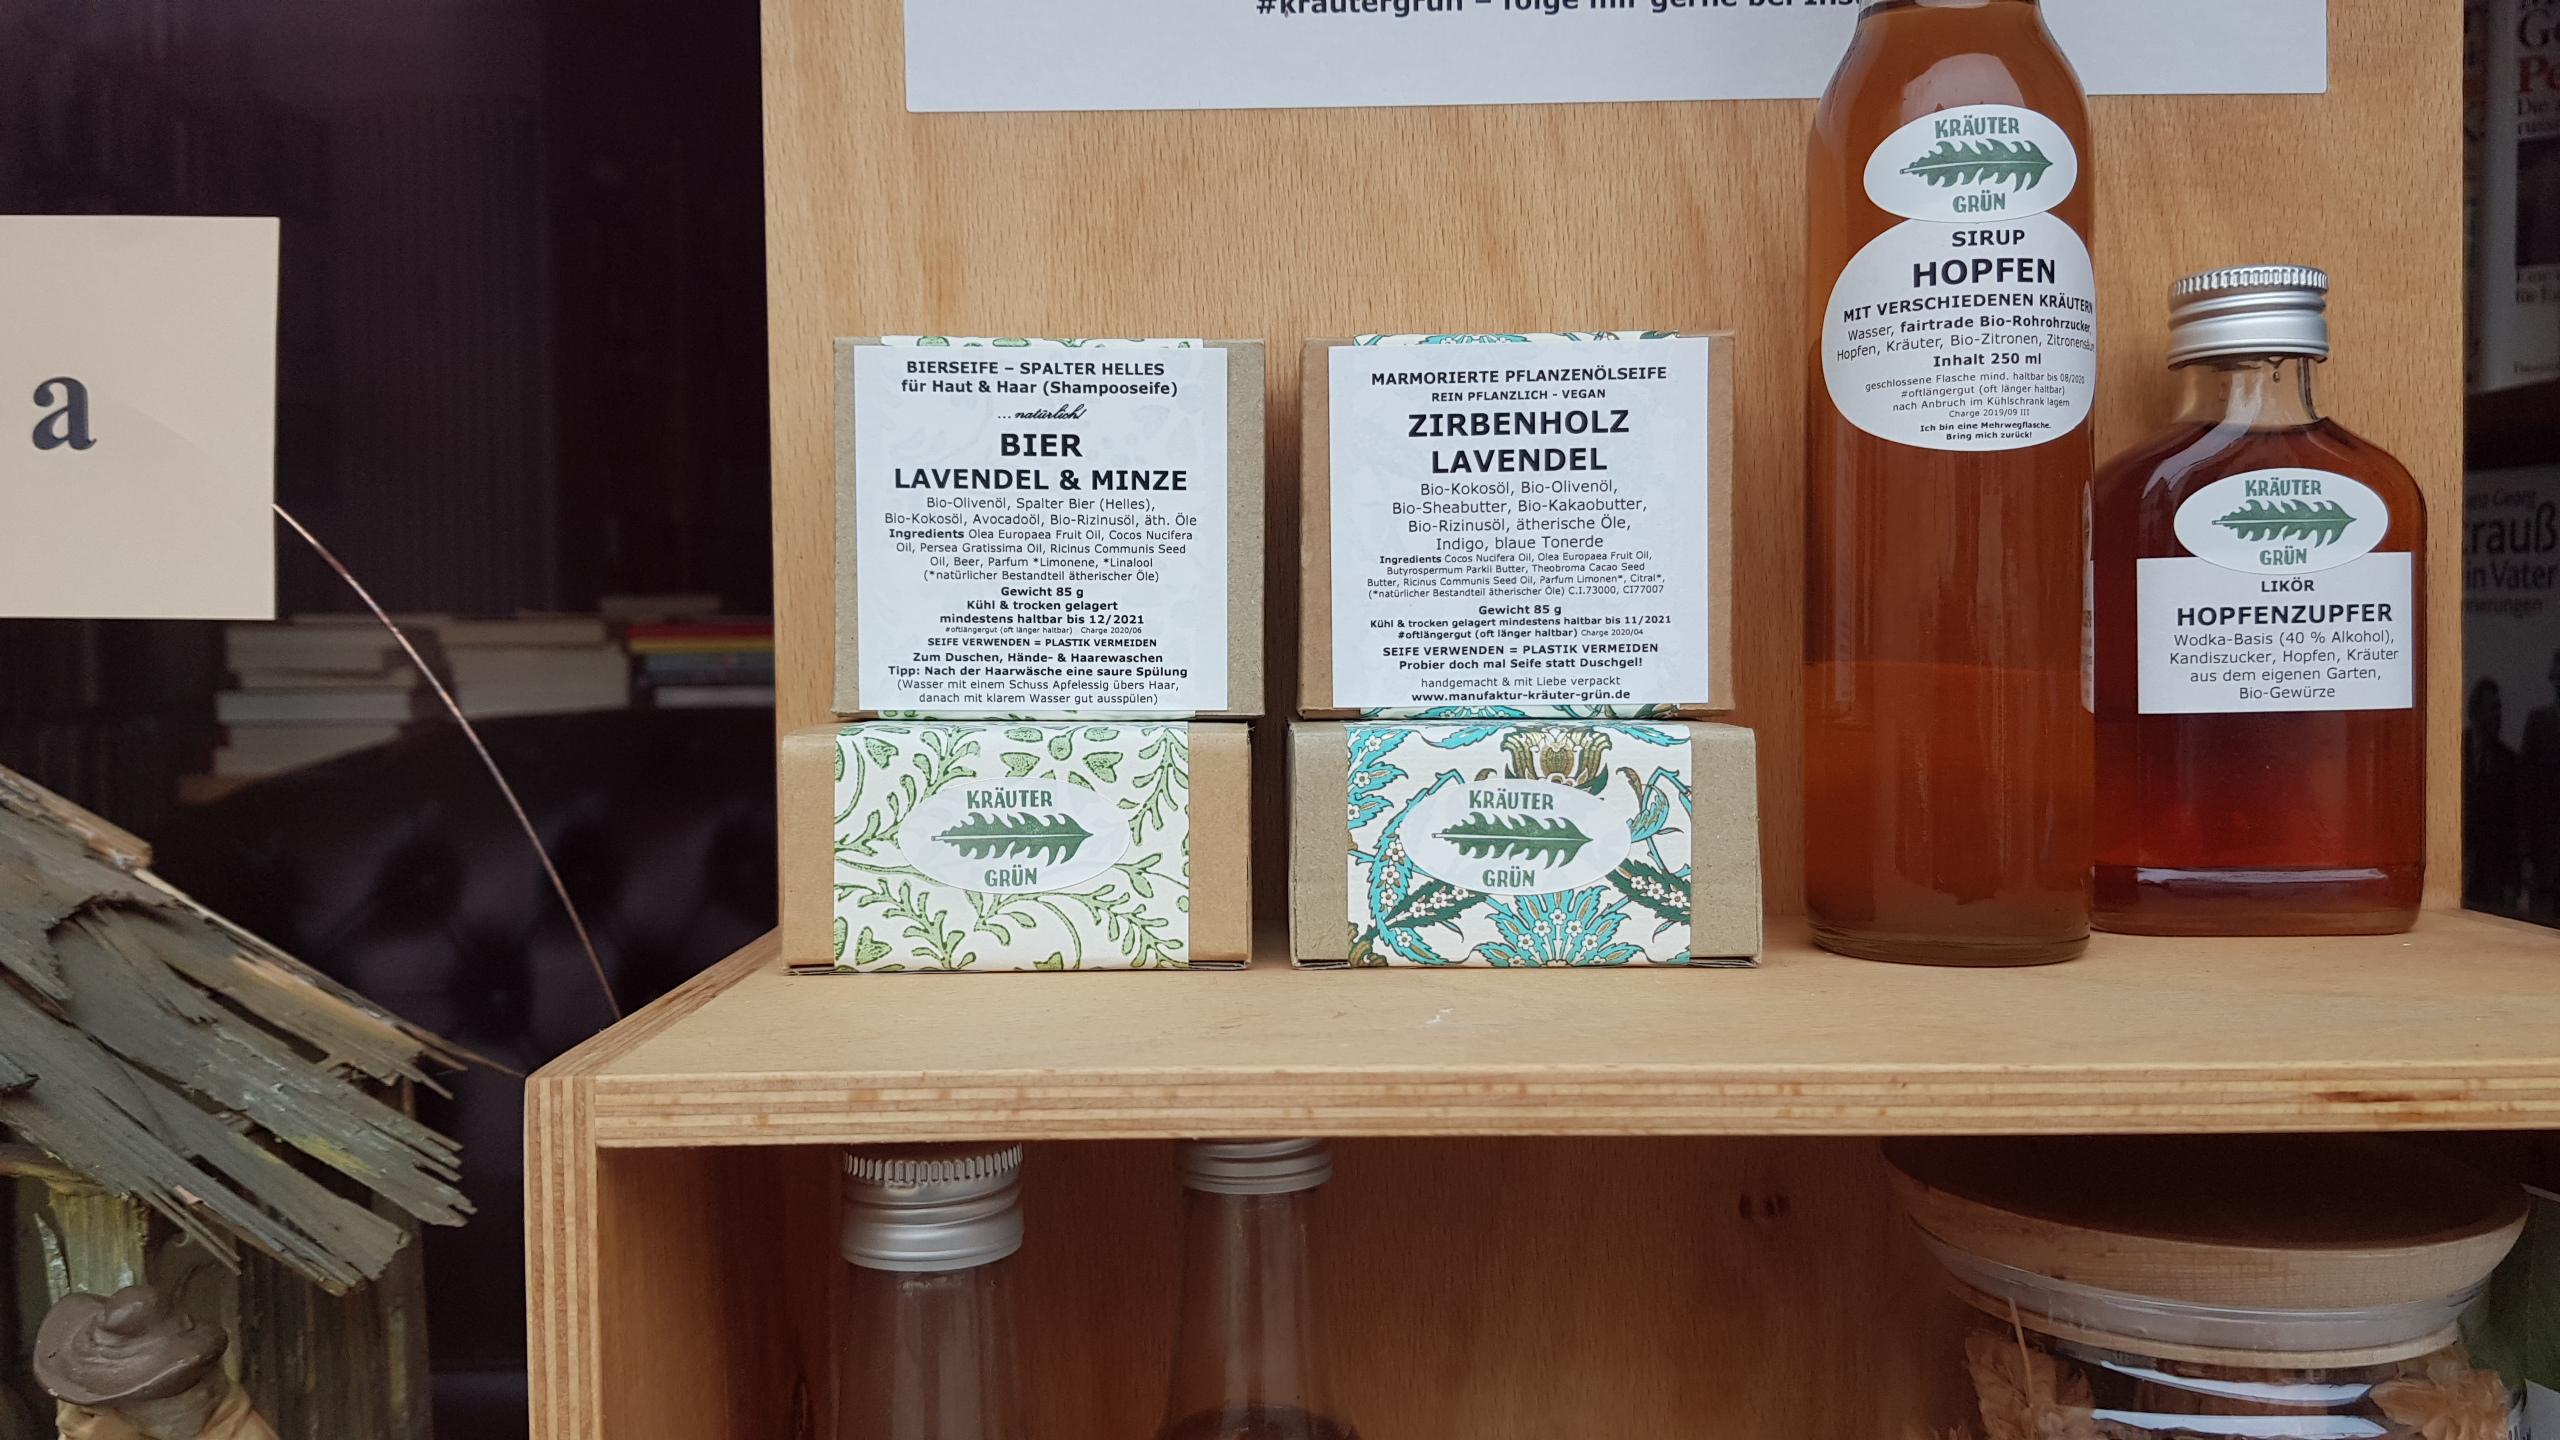 #kräutergrün – folge mir gerne bei Ins
a
BIERSEIFE – SPALTER HELLES
für Haut & Haar (Shampooseife)
... natürlich!
BIER
LAVENDEL & MINZE
Bio-Olivenöl, Spalter Bier (Helles),
Bio-Kokosöl, Avocadoöl, Bio-Rizinusöl, äth. Öle
Ingredients Olea Europaea Fruit Oil, Cocos Nucifera
Oil, Persea Gratissima Oil, Ricinus Communis Seed
Oil, Beer, Parfum *Limonene, *Linalool
(*natürlicher Bestandteil ätherischer Öle)
Gewicht 85 g
Kühl & trocken gelagert
mindestens haltbar bis 12/2021
#oftlängergut (oft länger haltbar) Charge 2020/06
SEIFE VERWENDEN = PLASTIK VERMEIDEN
Zum Duschen, Hände- & Haarewaschen
Tipp: Nach der Haarwäsche eine saure Spülung
(Wasser mit einem Schuss Apfelessig übers Haar,
danach mit klarem Wasser gut ausspülen)
KRÄUTER
GRÜN
MARMORIERTE PFLANZENÖLSEIFE
REIN PFLANZLICH - VEGAN
ZIRBENHOLZ
LAVENDEL
Bio-Kokosöl, Bio-Olivenöl,
Bio-Sheabutter, Bio-Kakaobutter,
Bio-Rizinusöl, ätherische Öle,
Indigo, blaue Tonerde
Ingredients Cocos Nucifera Oil, Olea Europaea Fruit Oil,
Butyrospermum Parkii Butter, Theobroma Cacao Seed
Butter, Ricinus Communis Seed Oil, Parfum Limonen*, Citral*,
(*natürlicher Bestandteil ätherischer Öle) C.I.73000, CI77007
Gewicht 85 g
Kühl & trocken gelagert mindestens haltbar bis 11/2021
#oftlängergut (oft länger haltbar) Charge 2020/04
SEIFE VERWENDEN = PLASTIK VERMEIDEN
Probier doch mal Seife statt Duschgel!
handgemacht & mit Liebe verpackt
www.manufaktur-kräuter-grün.de
KRÄUTER
GRÜN
KRÄUTER
GRÜN
SIRUP
HOPFEN
MIT VERSCHIEDENEN KRÄUTERN
Wasser, fairtrade Bio-Rohrohrzucker,
Hopfen, Kräuter, Bio-Zitronen, Zitronensäure
Inhalt 250 ml
geschlossene Flasche mind. haltbar bis 08/2020
#oftlängergut (oft länger haltbar)
nach Anbruch im Kühlschrank lagern
Charge 2019/09 III
Ich bin eine Mehrwegflasche.
Bring mich zurück!
KRÄUTER
GRÜN
LIKÖR
HOPFENZUPFER
Wodka-Basis (40 % Alkohol),
Kandiszucker, Hopfen, Kräuter
aus dem eigenen Garten,
Bio-Gewürze
Georg
rauß
in Vater